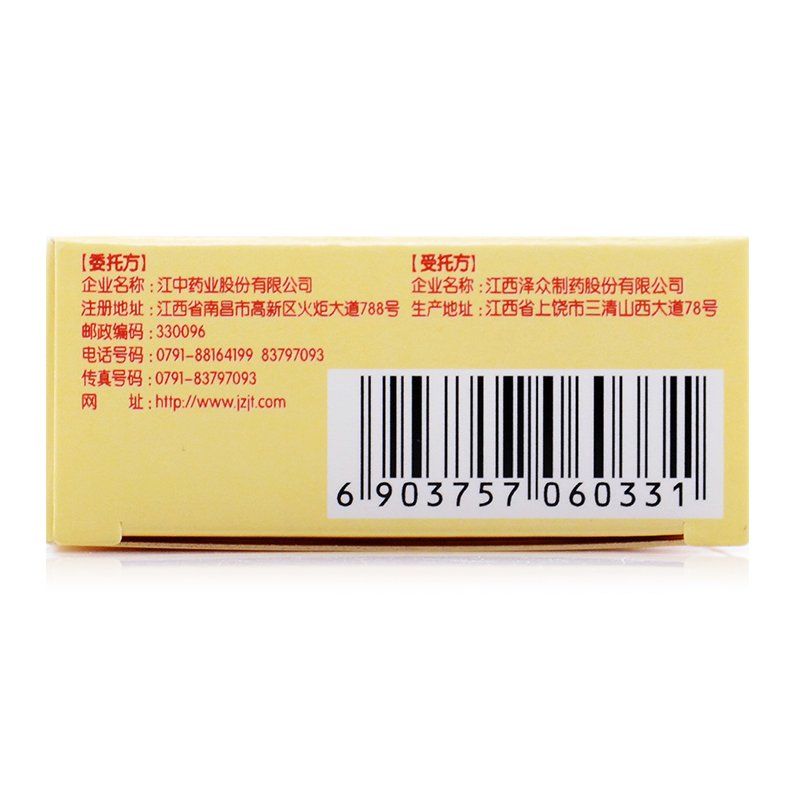 【委托方】
企业名称:江中药业股份有限公司
注册地址:江西省南昌市高新区火炬大道788号
邮政编码:330096
电话号码:0791-88164199 83797093
传真号码:0791-83797093
网 址:http://www.jzjt.com
【受托方】
企业名称:江西泽众制药股份有限公司
生产地址:江西省上饶市三清山西大道78号
6 903757 060331